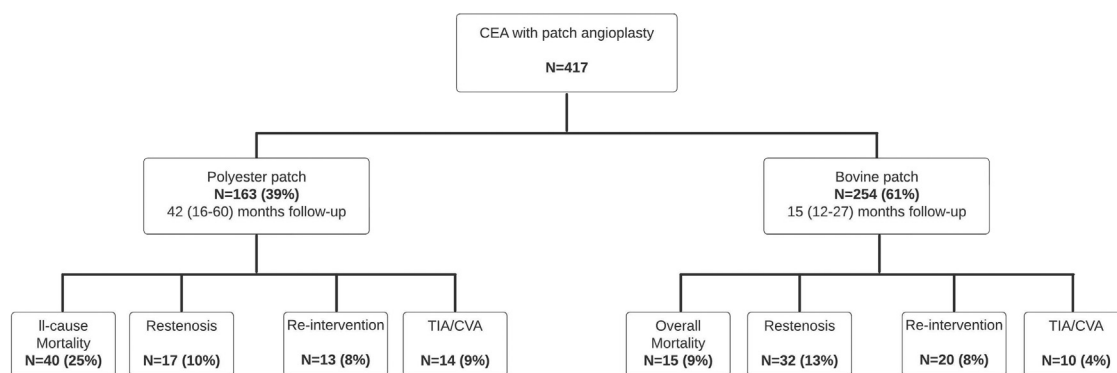 CEA with patch angioplasty
N=417
Polyester patch
N=163 (39%)
42 (16-60) months follow-up
Bovine patch
N=254 (61%)
15 (12-27) months follow-up
ll-cause
Mortality
N=40 (25%)
Restenosis
N=17 (10%)
Re-intervention
N=13 (8%)
TIA/CVA
N=14 (9%)
Overall
Mortality
N=15 (9%)
Restenosis
N=32 (13%)
Re-intervention
N=20 (8%)
TIA/CVA
N=10 (4%)